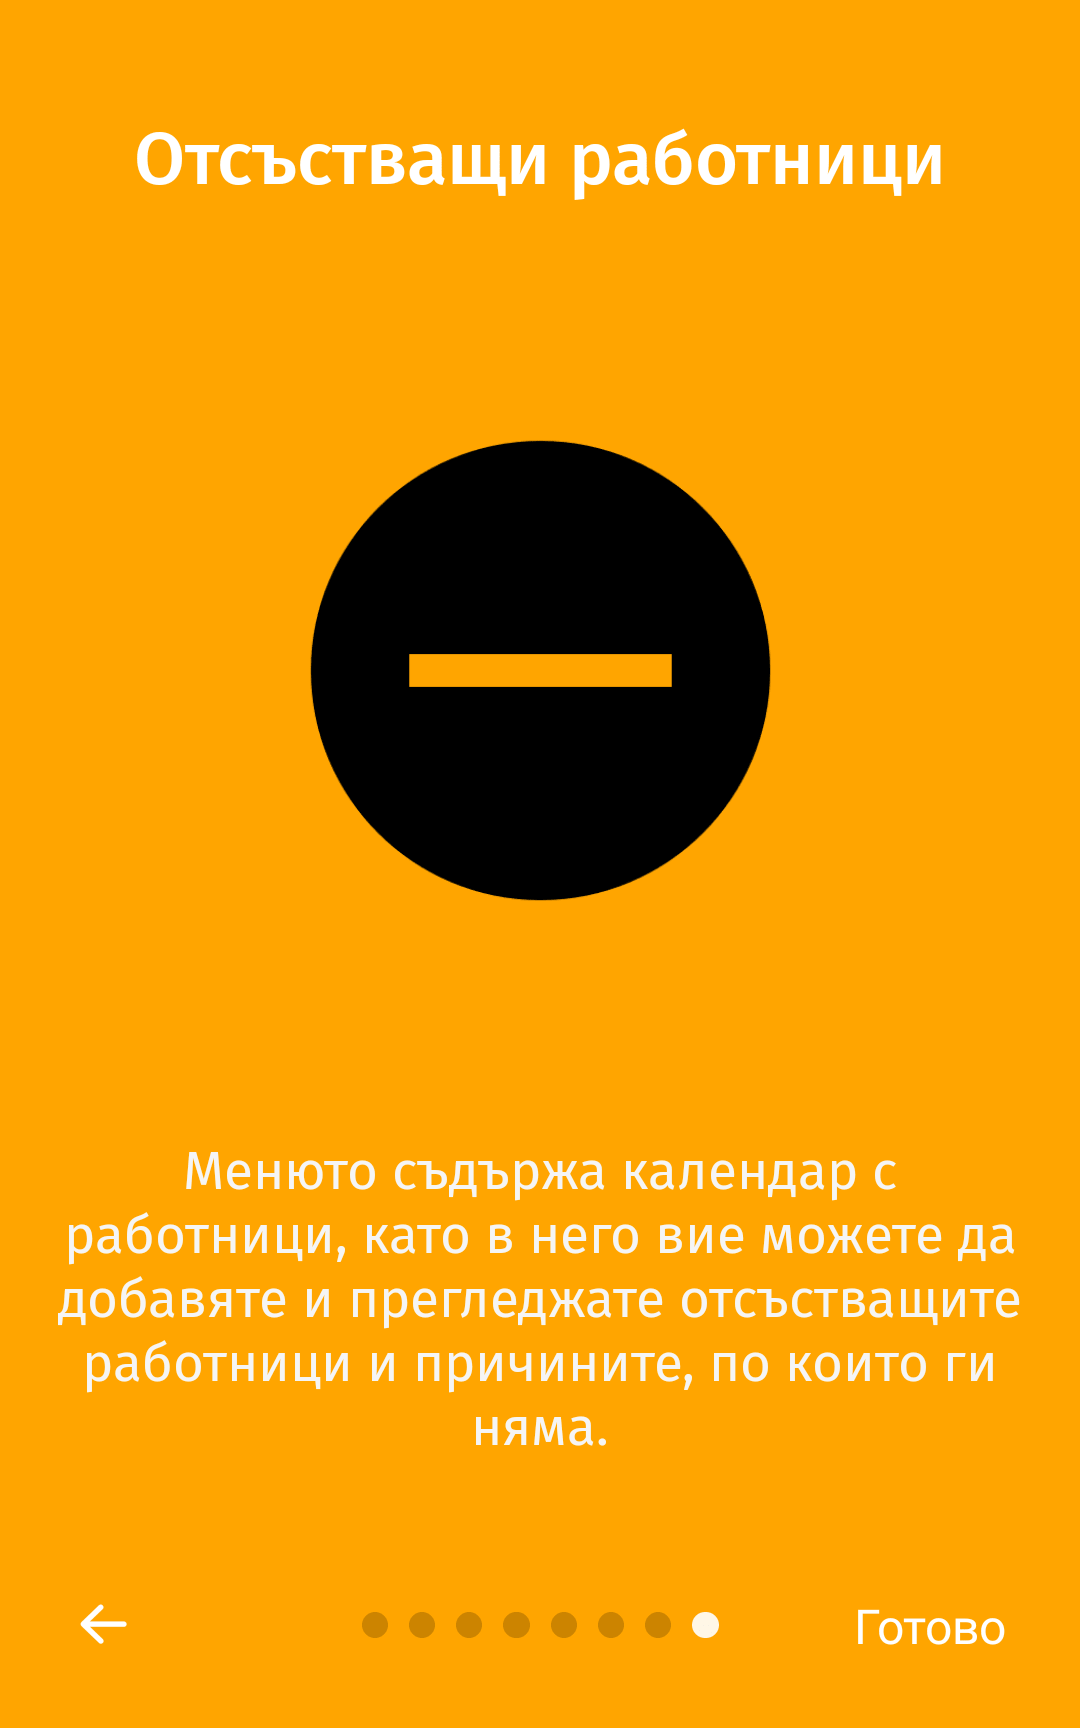 Отсъстващи работници
Менюто съдържа календар с
работници, като в него вие можете да
добавяте и прегледжате отсъстващите
работници и причините, по които ги
няма.
Готово